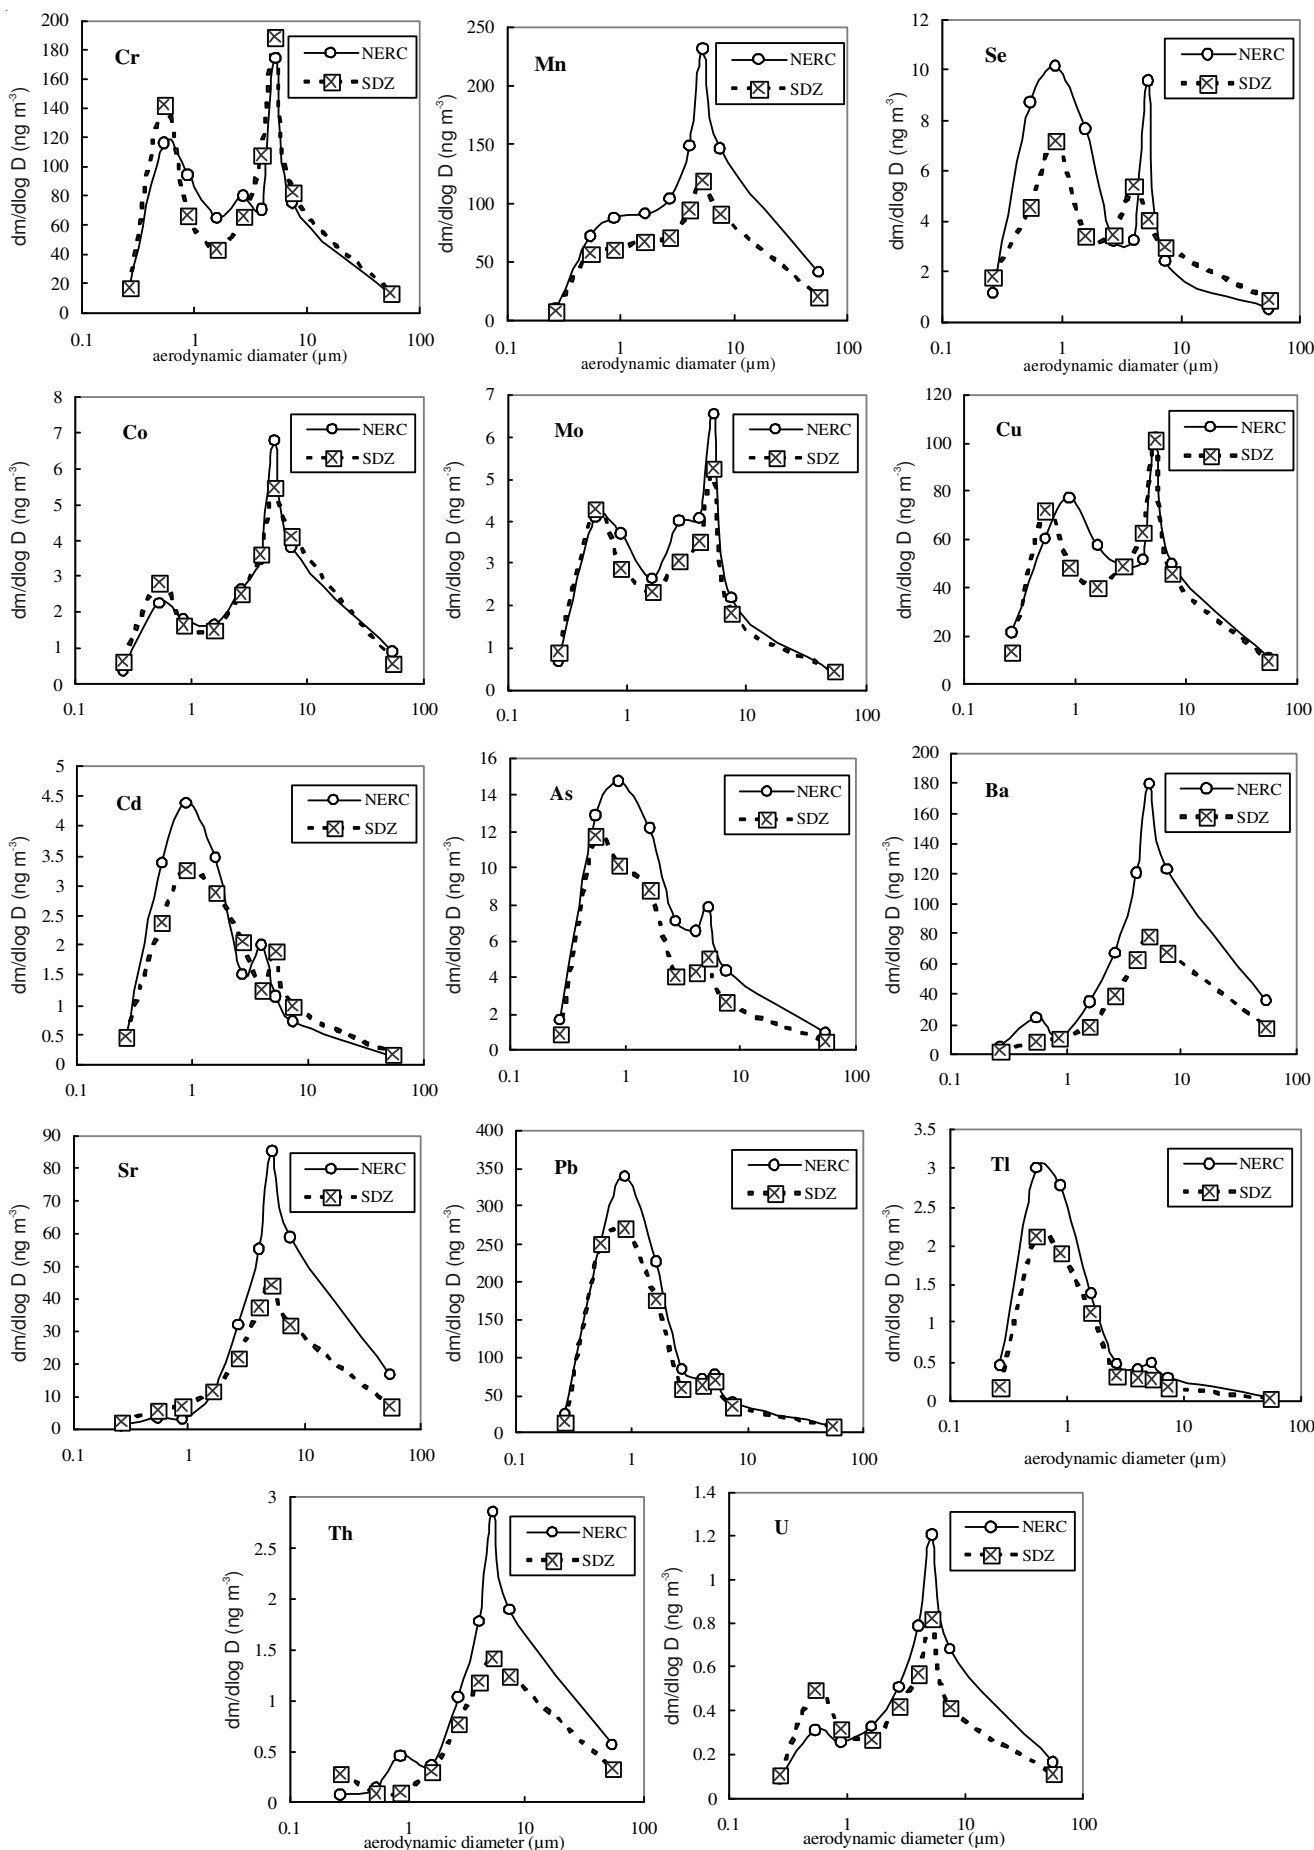 Cr
NERC
SDZ
dm/dlog D (ng m-3)
200
180
160
140
120
100
80
60
40
20
0
0.1 1 10 100
aerodynamic diamater (µm)
Mn
NERC
SDZ
dm/dlog D (ng m-3)
250
200
150
100
50
0
0.1 1 10 100
aerodynamic diamater (µm)
Se
NERC
SDZ
dm/dlog D (ng m-3)
12
10
8
6
4
2
0
0.1 1 10 100
aerodynamic diamater (µm)
Co
NERC
SDZ
dm/dlog D (ng m-3)
8
7
6
5
4
3
2
1
0
0.1 1 10 100
Mo
NERC
SDZ
dm/dlog D (ng m-3)
7
6
5
4
3
2
1
0
0.1 1 10 100
Cu
NERC
SDZ
dm/dlog D (ng m-3)
120
100
80
60
40
20
0
0.1 1 10 100
Cd
NERC
SDZ
dm/dlog D (ng m-3)
5
4.5
4
3.5
3
2.5
2
1.5
1
0.5
0
0.1 1 10 100
As
NERC
SDZ
dm/dlog D (ng m-3)
16
14
12
10
8
6
4
2
0
0.1 1 10 100
Ba
NERC
SDZ
dm/dlog D (ng m-3)
200
180
160
140
120
100
80
60
40
20
0
0.1 1 10 100
Sr
NERC
SDZ
dm/dlog D (ng m-3)
90
80
70
60
50
40
30
20
10
0
0.1 1 10 100
Pb
NERC
SDZ
dm/dlog D (ng m-3)
400
350
300
250
200
150
100
50
0
0.1 1 10 100
Tl
NERC
SDZ
dm/dlog D (ng m-3)
3.5
3
2.5
2
1.5
1
0.5
0
0.1 1 10 100
aerodynamic diameter (µm)
Th
NERC
SDZ
dm/dlog D (ng m-3)
3
2.5
2
1.5
1
0.5
0
0.1 1 10 100
aerodynamic diameter (µm)
U
NERC
SDZ
dm/dlog D (ng m-3)
1.4
1.2
1
0.8
0.6
0.4
0.2
0
0.1 1 10 100
aerodynamic diameter (µm)